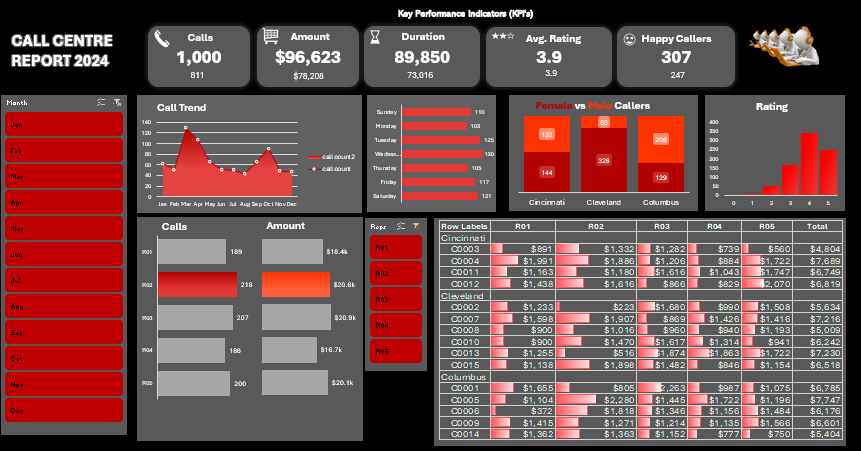 Key Performance Indicators (KPI's)
CALL CENTRE
REPORT 2024
Calls
1,000
811
Amount
$96,623
$78,208
Duration
89,850
73,016
Avg. Rating
3.9
3.9
Happy Callers
307
247
Month
Jan
Feb
Mar
Apr
May
Jun
Jul
Aug
Sep
Oct
Nov
Dec
Call Trend
140
120
100
80
60
40
20
0
Jan Feb Mar Apr May Jun Jul Aug Sep Oct Nov Dec
call count2
call count
Sunday 110
Monday 103
Tuesday 125
Wednes... 130
Thursday 105
Friday 117
Saturday 121
Female vs Male Callers
132 63 206
144 326 129
Cincinnati Cleveland Columbus
Rating
400
350
300
250
200
150
100
50
0
0 1 2 3 4 5
Calls
R01 189
R02 218
R03 207
R04 186
R05 200
Amount
$18.4k
$20.6k
$20.9k
$16.7k
$20.1k
Reps
R01
R02
R03
R04
R05
Row Labels R01 R02 R03 R04 R05 Total
Cincinnati
C0003 $891 $1,332 $1,282 $739 $560 $4,804
C0004 $1,991 $1,886 $1,206 $884 $1,722 $7,689
C0011 $1,163 $1,180 $1,616 $1,043 $1,747 $6,749
C0012 $1,438 $1,616 $866 $829 $2,070 $6,819
Cleveland
C0002 $1,233 $223 $1,680 $990 $1,508 $5,634
C0007 $1,598 $1,907 $869 $1,426 $1,416 $7,216
C0008 $900 $1,016 $960 $940 $1,193 $5,009
C0010 $900 $1,470 $1,617 $1,314 $941 $6,242
C0013 $1,255 $516 $1,874 $1,863 $1,722 $7,230
C0015 $1,138 $1,898 $1,482 $846 $1,154 $6,518
Columbus
C0001 $1,655 $805 $2,263 $987 $1,075 $6,785
C0005 $1,104 $2,280 $1,445 $1,722 $1,196 $7,747
C0006 $372 $1,818 $1,346 $1,156 $1,484 $6,176
C0009 $1,415 $1,271 $1,214 $1,135 $1,566 $6,601
C0014 $1,362 $1,363 $1,152 $777 $750 $5,404